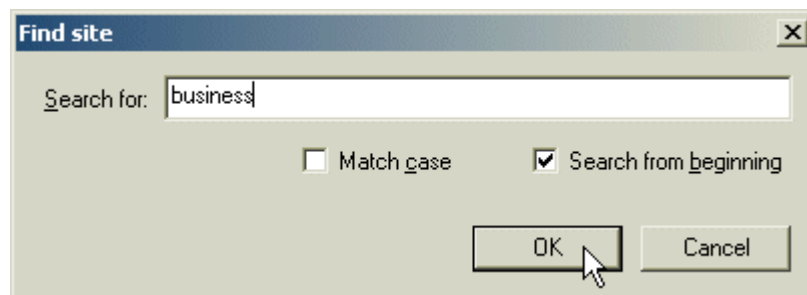 Find site
Search for: business
Match case Search from beginning
OK Cancel